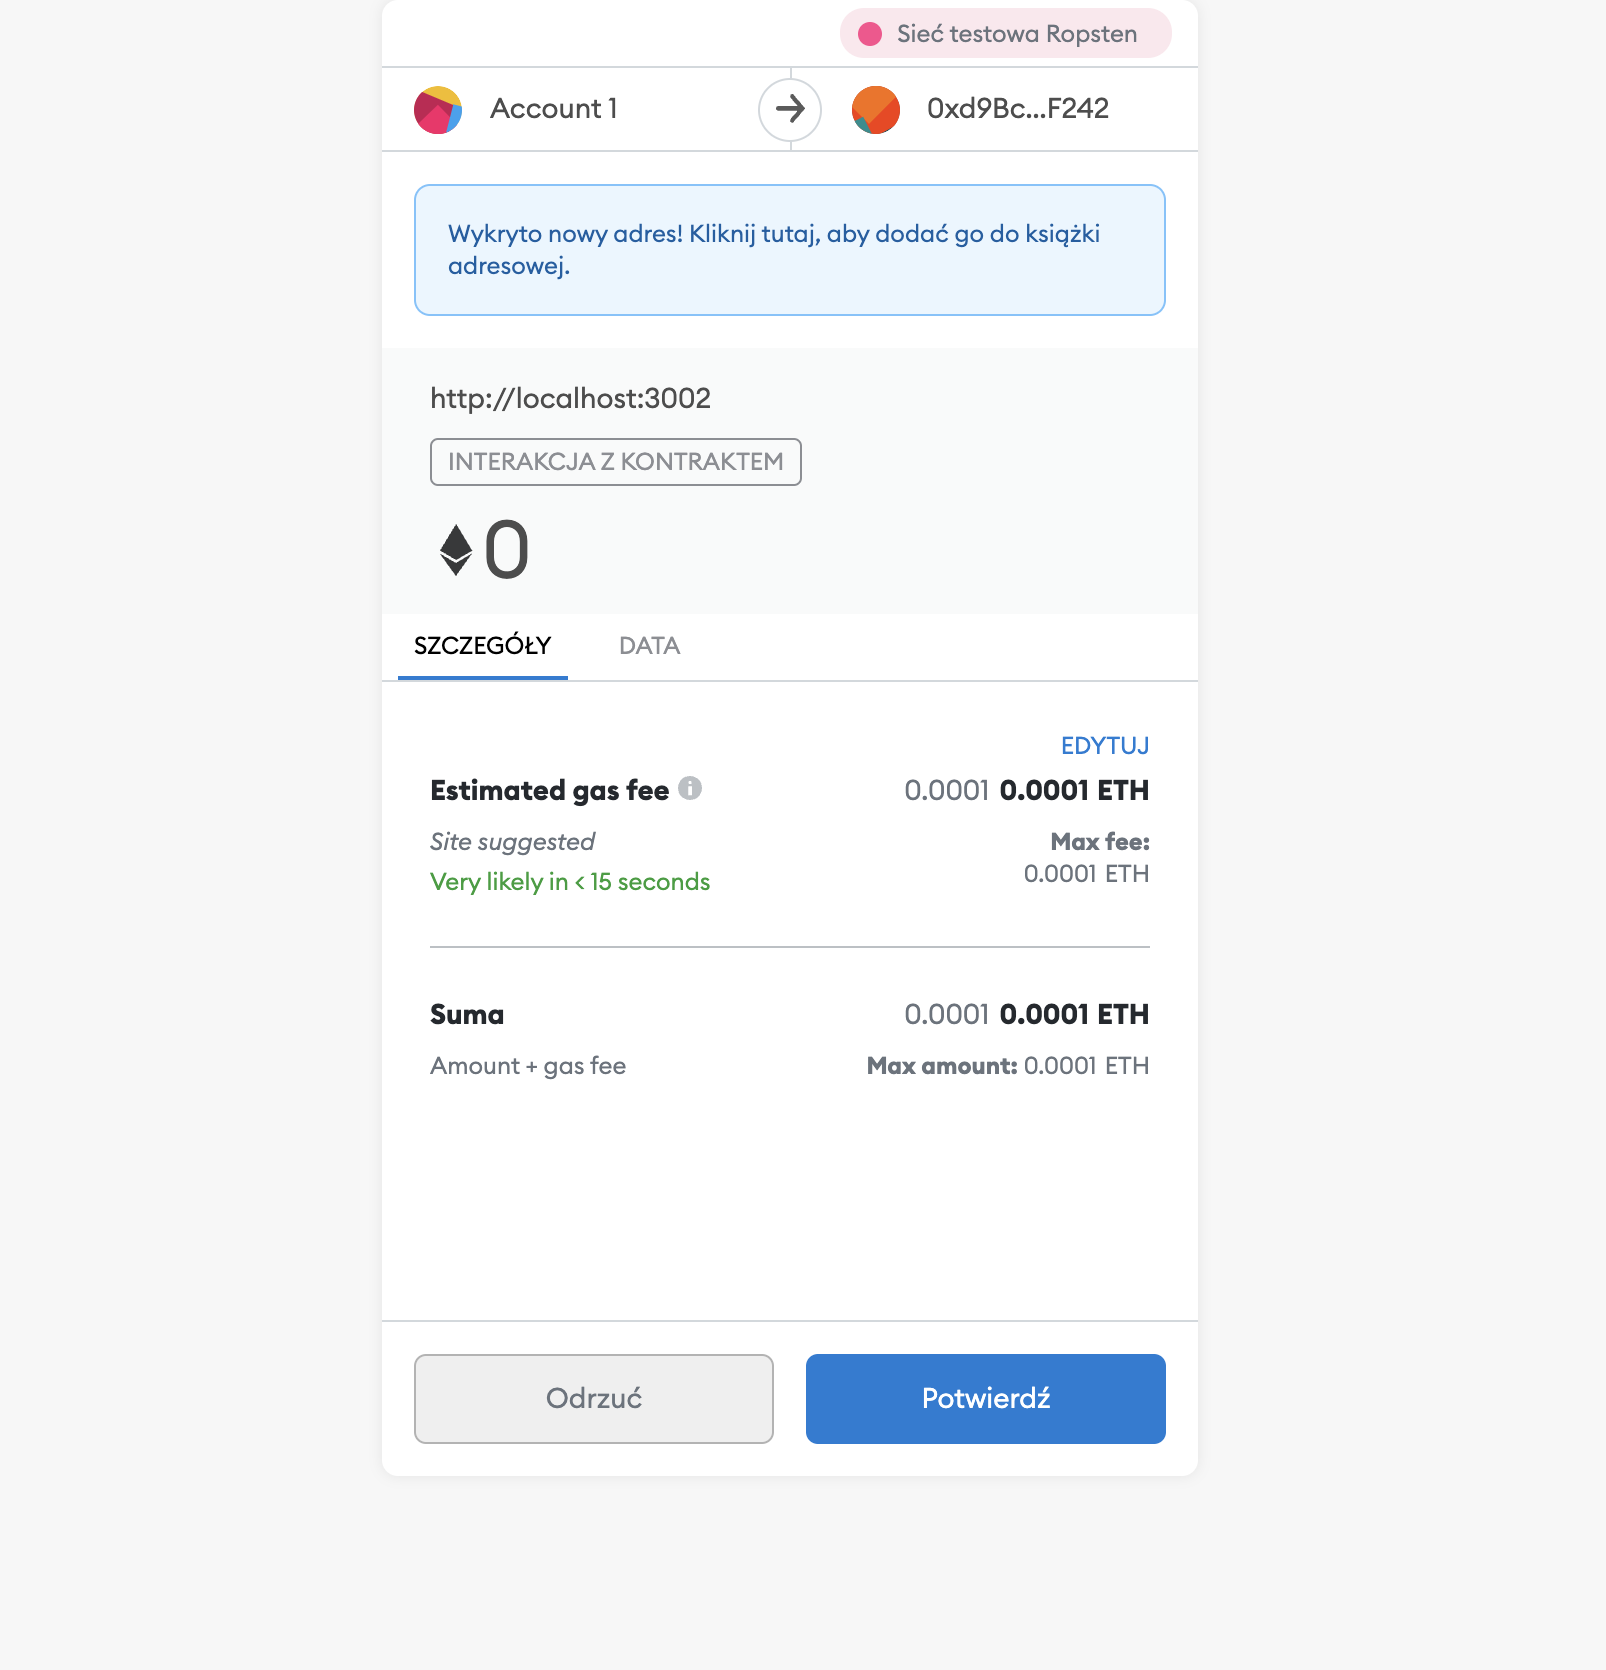 Sieć testowa Ropsten
Account 1
0xd9Bc...F242
Wykryto nowy adres! Kliknij tutaj, aby dodać go do książki
adresowej.
http://localhost:3002
INTERAKCJA Z KONTRAKTEM
0
SZCZEGÓŁY DATA
EDYTUJ
Estimated gas fee 0.0001 0.0001 ETH
Site suggested Max fee:
0.0001 ETH
Very likely in < 15 seconds
Suma 0.0001 0.0001 ETH
Amount + gas fee Max amount: 0.0001 ETH
Odrzuć Potwierdź